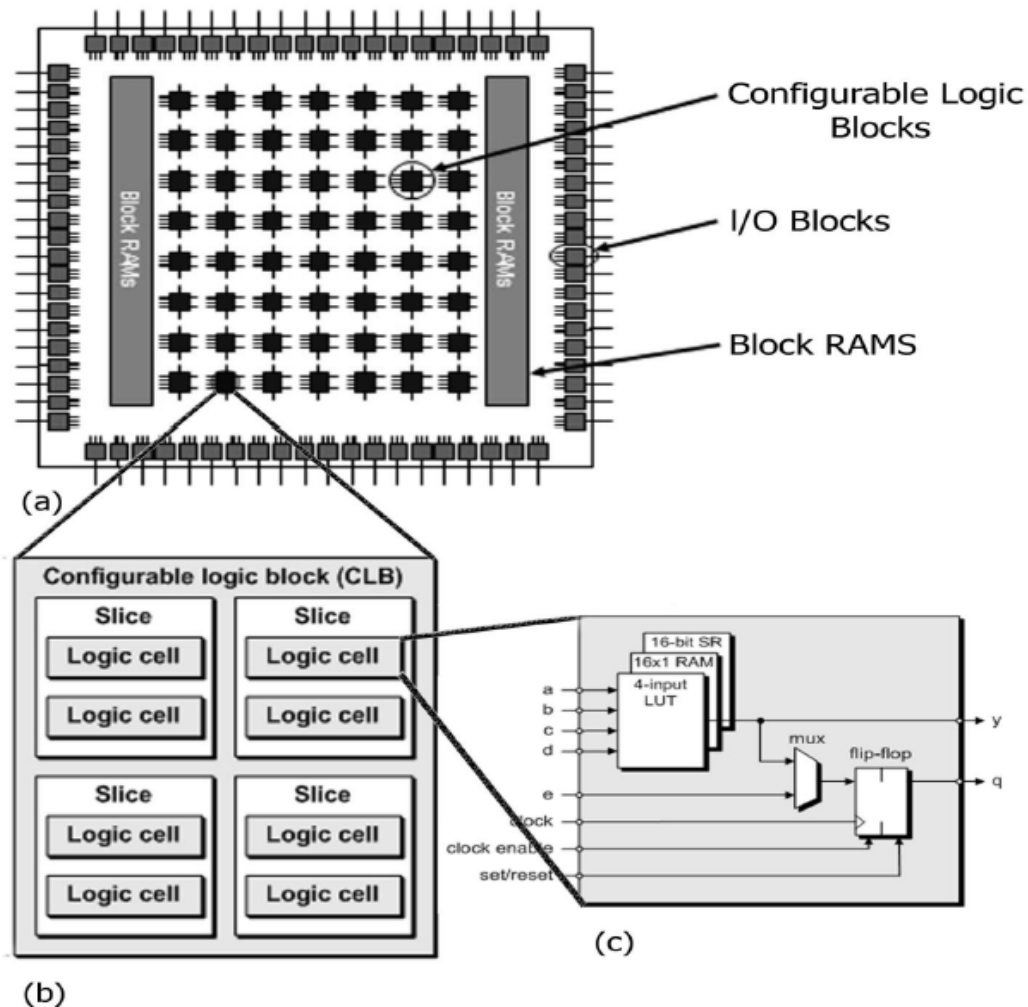 Configurable Logic
Blocks
I/O Blocks
Block RAMS
Block RAMs
Block RAMs
(a)
Configurable logic block (CLB)
Slice
Logic cell
Logic cell
Slice
Logic cell
Logic cell
Slice
Logic cell
Logic cell
Slice
Logic cell
Logic cell
(b)
16-bit SR
16x1 RAM
4-input
LUT
a
b
c
d
e
clock
clock enable
set/reset
mux
flip-flop
y
q
(c)